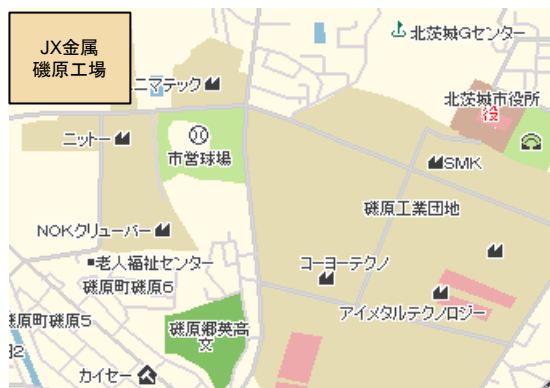 JX金属
磯原工場
北茨城Gセンター
ニマテック
北茨城市役所
役
ニットー
市営球場
SMK
磯原工業団地
NOKクリューバー
老人福祉センター
コーヨーテクノ
磯原町磯原6
アイメタルテクノロジー
磯原町磯原5
磯原郷英高
文
2
カイセー